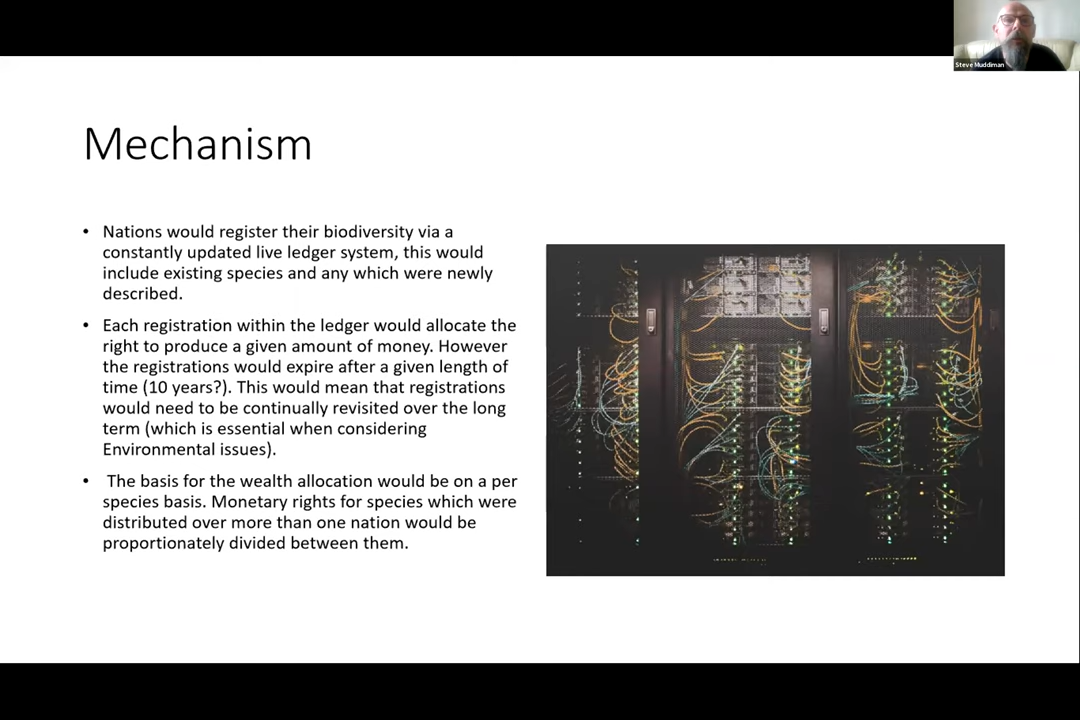 Steve Muddiman
Mechanism
• Nations would register their biodiversity via a
constantly updated live ledger system, this would
include existing species and any which were newly
described.
• Each registration within the ledger would allocate the
right to produce a given amount of money. However
the registrations would expire after a given length of
time (10 years?). This would mean that registrations
would need to be continually revisited over the long
term (which is essential when considering
Environmental issues).
• The basis for the wealth allocation would be on a per
species basis. Monetary rights for species which were
distributed over more than one nation would be
proportionately divided between them.